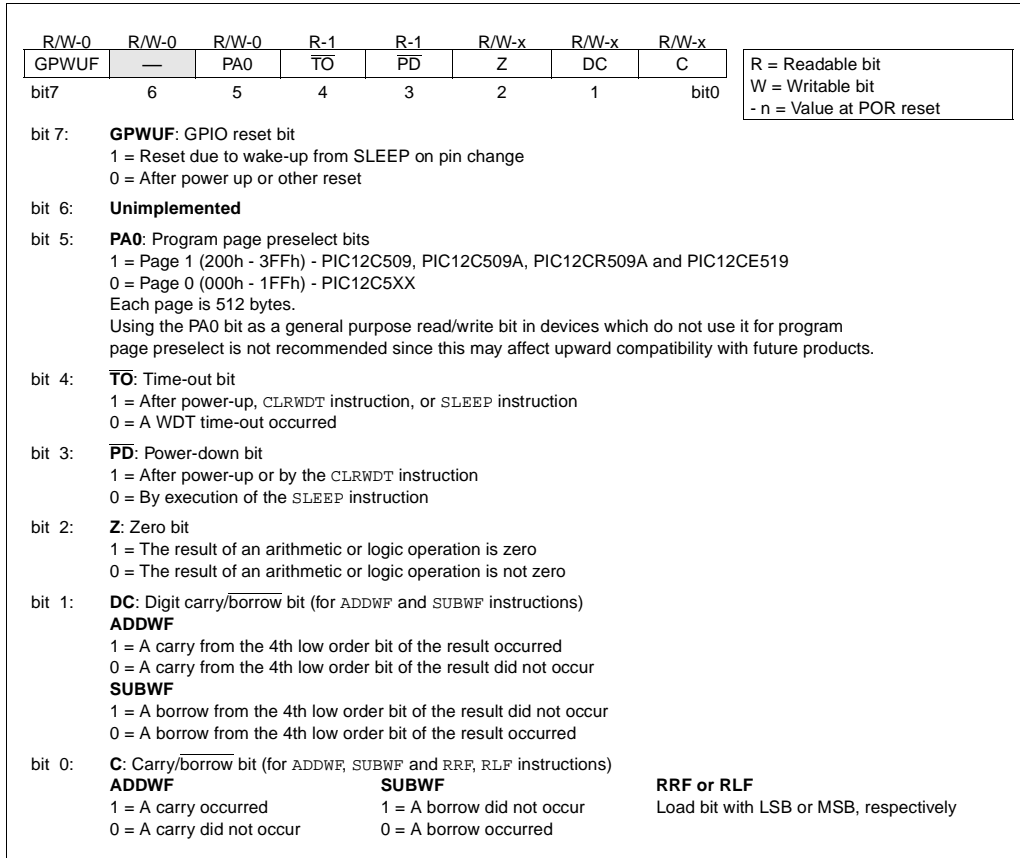 R/W-0 R/W-0 R/W-0 R-1 R-1 R/W-x R/W-x R/W-x
GPWUF — PA0 T̅O̅ P̅D̅ Z DC C
bit7 6 5 4 3 2 1 bit0
R = Readable bit
W = Writable bit
- n = Value at POR reset
bit 7: GPWUF: GPIO reset bit
1 = Reset due to wake-up from SLEEP on pin change
0 = After power up or other reset
bit 6: Unimplemented
bit 5: PA0: Program page preselect bits
1 = Page 1 (200h - 3FFh) - PIC12C509, PIC12C509A, PIC12CR509A and PIC12CE519
0 = Page 0 (000h - 1FFh) - PIC12C5XX
Each page is 512 bytes.
Using the PA0 bit as a general purpose read/write bit in devices which do not use it for program
page preselect is not recommended since this may affect upward compatibility with future products.
bit 4: T̅O̅: Time-out bit
1 = After power-up, CLRWDT instruction, or SLEEP instruction
0 = A WDT time-out occurred
bit 3: P̅D̅: Power-down bit
1 = After power-up or by the CLRWDT instruction
0 = By execution of the SLEEP instruction
bit 2: Z: Zero bit
1 = The result of an arithmetic or logic operation is zero
0 = The result of an arithmetic or logic operation is not zero
bit 1: DC: Digit carry/b̅o̅r̅r̅o̅w̅ bit (for ADDWF and SUBWF instructions)
ADDWF
1 = A carry from the 4th low order bit of the result occurred
0 = A carry from the 4th low order bit of the result did not occur
SUBWF
1 = A borrow from the 4th low order bit of the result did not occur
0 = A borrow from the 4th low order bit of the result occurred
bit 0: C: Carry/b̅o̅r̅r̅o̅w̅ bit (for ADDWF, SUBWF and RRF, RLF instructions)
ADDWF SUBWF RRF or RLF
1 = A carry occurred 1 = A borrow did not occur Load bit with LSB or MSB, respectively
0 = A carry did not occur 0 = A borrow occurred